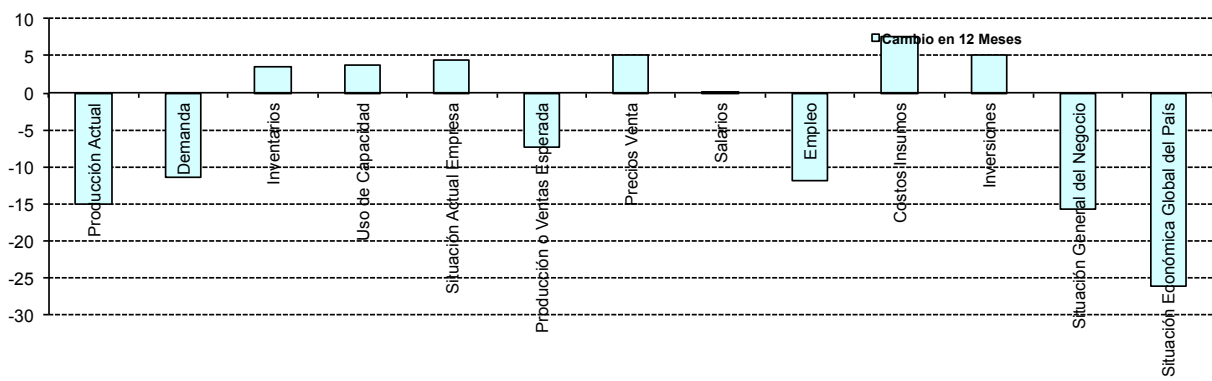 10
5
0
-5
-10
-15
-20
-25
-30
Cambio en 12 Meses
Producción Actual
Demanda
Inventarios
Uso de Capacidad
Situación Actual Empresa
Producción o Ventas Esperada
Precios Venta
Salarios
Empleo
Costos Insumos
Inversiones
Situación General del Negocio
Situación Económica Global del País